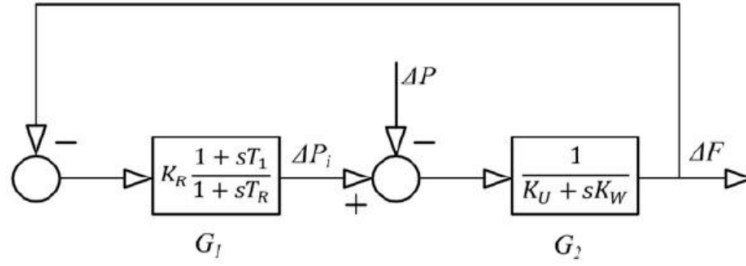 ΔP
−
−
K_R (1 + sT_1)/(1 + sT_R)
ΔP_i
+
1/(K_U + sK_W)
ΔF
G_1
G_2